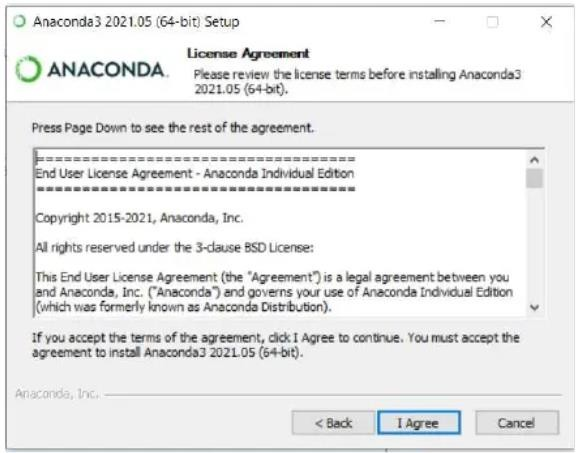 Anaconda3 2021.05 (64-bit) Setup
ANACONDA.
License Agreement
Please review the license terms before installing Anaconda3
2021.05 (64-bit).
Press Page Down to see the rest of the agreement.
===================================
End User License Agreement - Anaconda Individual Edition
===================================
Copyright 2015-2021, Anaconda, Inc.
All rights reserved under the 3-clause BSD License:
This End User License Agreement (the "Agreement") is a legal agreement between you
and Anaconda, Inc. ("Anaconda") and governs your use of Anaconda Individual Edition
(which was formerly known as Anaconda Distribution).
If you accept the terms of the agreement, click I Agree to continue. You must accept the
agreement to install Anaconda3 2021.05 (64-bit).
Anaconda, Inc.
< Back
I Agree
Cancel